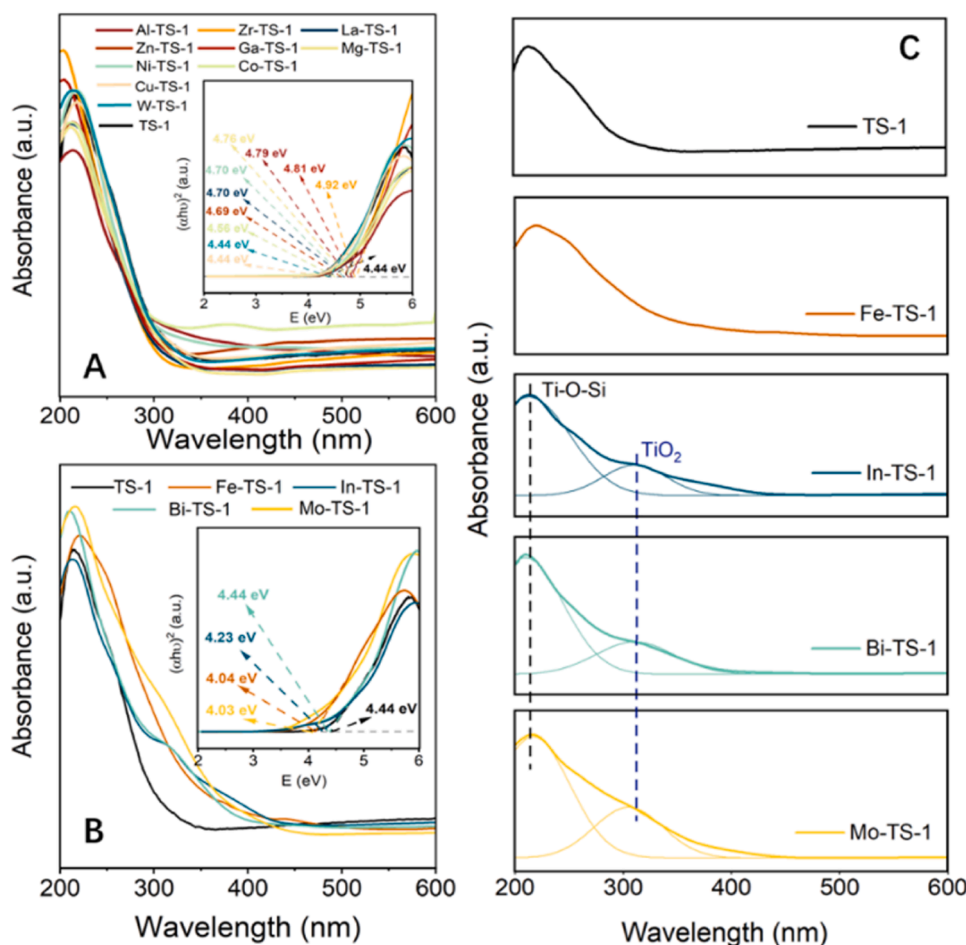 Al-TS-1 Zr-TS-1 La-TS-1
Zn-TS-1 Ga-TS-1 Mg-TS-1
Ni-TS-1 Co-TS-1
Cu-TS-1
W-TS-1
TS-1
4.76 eV
4.79 eV
4.81 eV
4.92 eV
4.70 eV
4.70 eV
4.69 eV
4.56 eV
4.44 eV
4.44 eV
4.44 eV
(αhυ)² (a.u.)
2 3 4 5 6
E (eV)
Absorbance (a.u.)
A
200 300 400 500 600
Wavelength (nm)
TS-1 Fe-TS-1 In-TS-1
Bi-TS-1 Mo-TS-1
4.44 eV
4.23 eV
4.04 eV
4.03 eV
4.44 eV
(αhυ)² (a.u.)
2 3 4 5 6
E (eV)
Absorbance (a.u.)
B
200 300 400 500 600
Wavelength (nm)
C
TS-1
Fe-TS-1
Ti-O-Si
TiO₂
In-TS-1
Bi-TS-1
Mo-TS-1
Absorbance (a.u.)
200 300 400 500 600
Wavelength (nm)